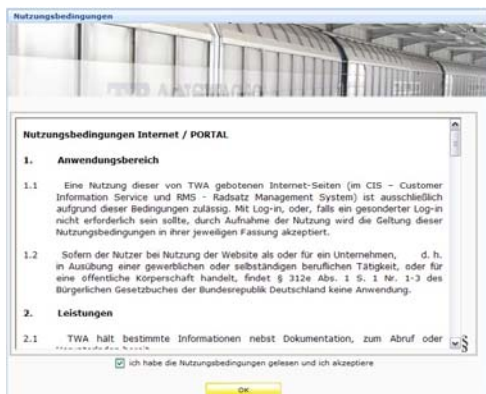 Nutzungsbedingungen
Nutzungsbedingungen Internet / PORTAL
1. Anwendungsbereich
1.1 Eine Nutzung dieser von TWA gebotenen Internet-Seiten (im CIS – Customer
Information Service und RMS - Radsatz Management System) ist ausschließlich
aufgrund dieser Bedingungen zulässig. Mit Log-in, oder, falls ein gesonderter Log-in
nicht erforderlich sein sollte, durch Aufnahme der Nutzung wird die Geltung dieser
Nutzungsbedingungen in ihrer jeweiligen Fassung akzeptiert.
1.2 Sofern der Nutzer bei Nutzung der Website als oder für ein Unternehmen, d. h.
in Ausübung einer gewerblichen oder selbständigen beruflichen Tätigkeit, oder für
eine öffentliche Körperschaft handelt, findet § 312e Abs. 1 S. 1 Nr. 1-3 des
Bürgerlichen Gesetzbuches der Bundesrepublik Deutschland keine Anwendung.
2. Leistungen
2.1 TWA hält bestimmte Informationen nebst Dokumentation, zum Abruf oder
§
ich habe die Nutzungsbedingungen gelesen und ich akzeptiere
OK